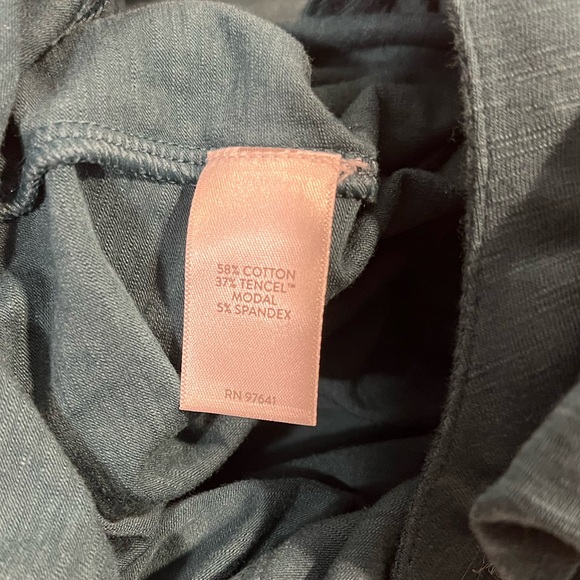 58% COTTON
37% TENCEL™
MODAL
5% SPANDEX
RN 97641